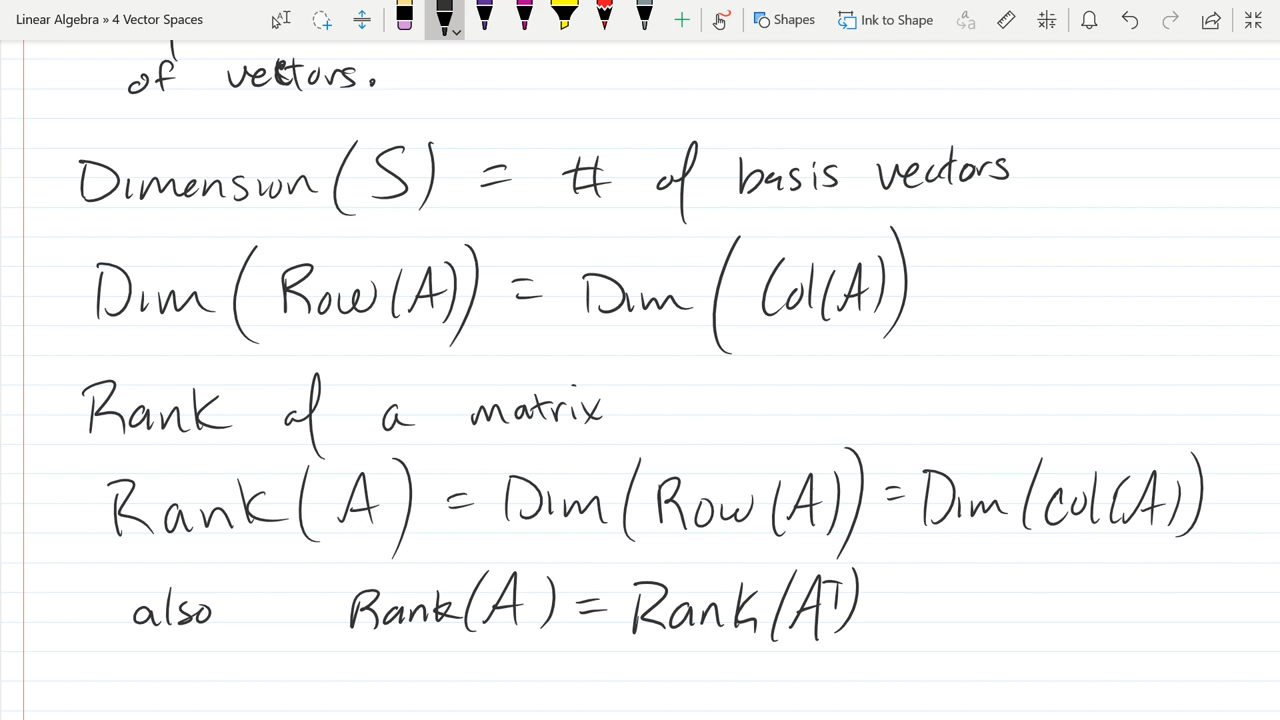 Linear Algebra » 4 Vector Spaces Shapes Ink to Shape
of vectors.
Dimension(S) = # of basis vectors
Dim(Row(A)) = Dim(Col(A))
Rank of a matrix
Rank(A) = Dim(Row(A)) = Dim(Col(A))
also Rank(A) = Rank(Aᵀ)